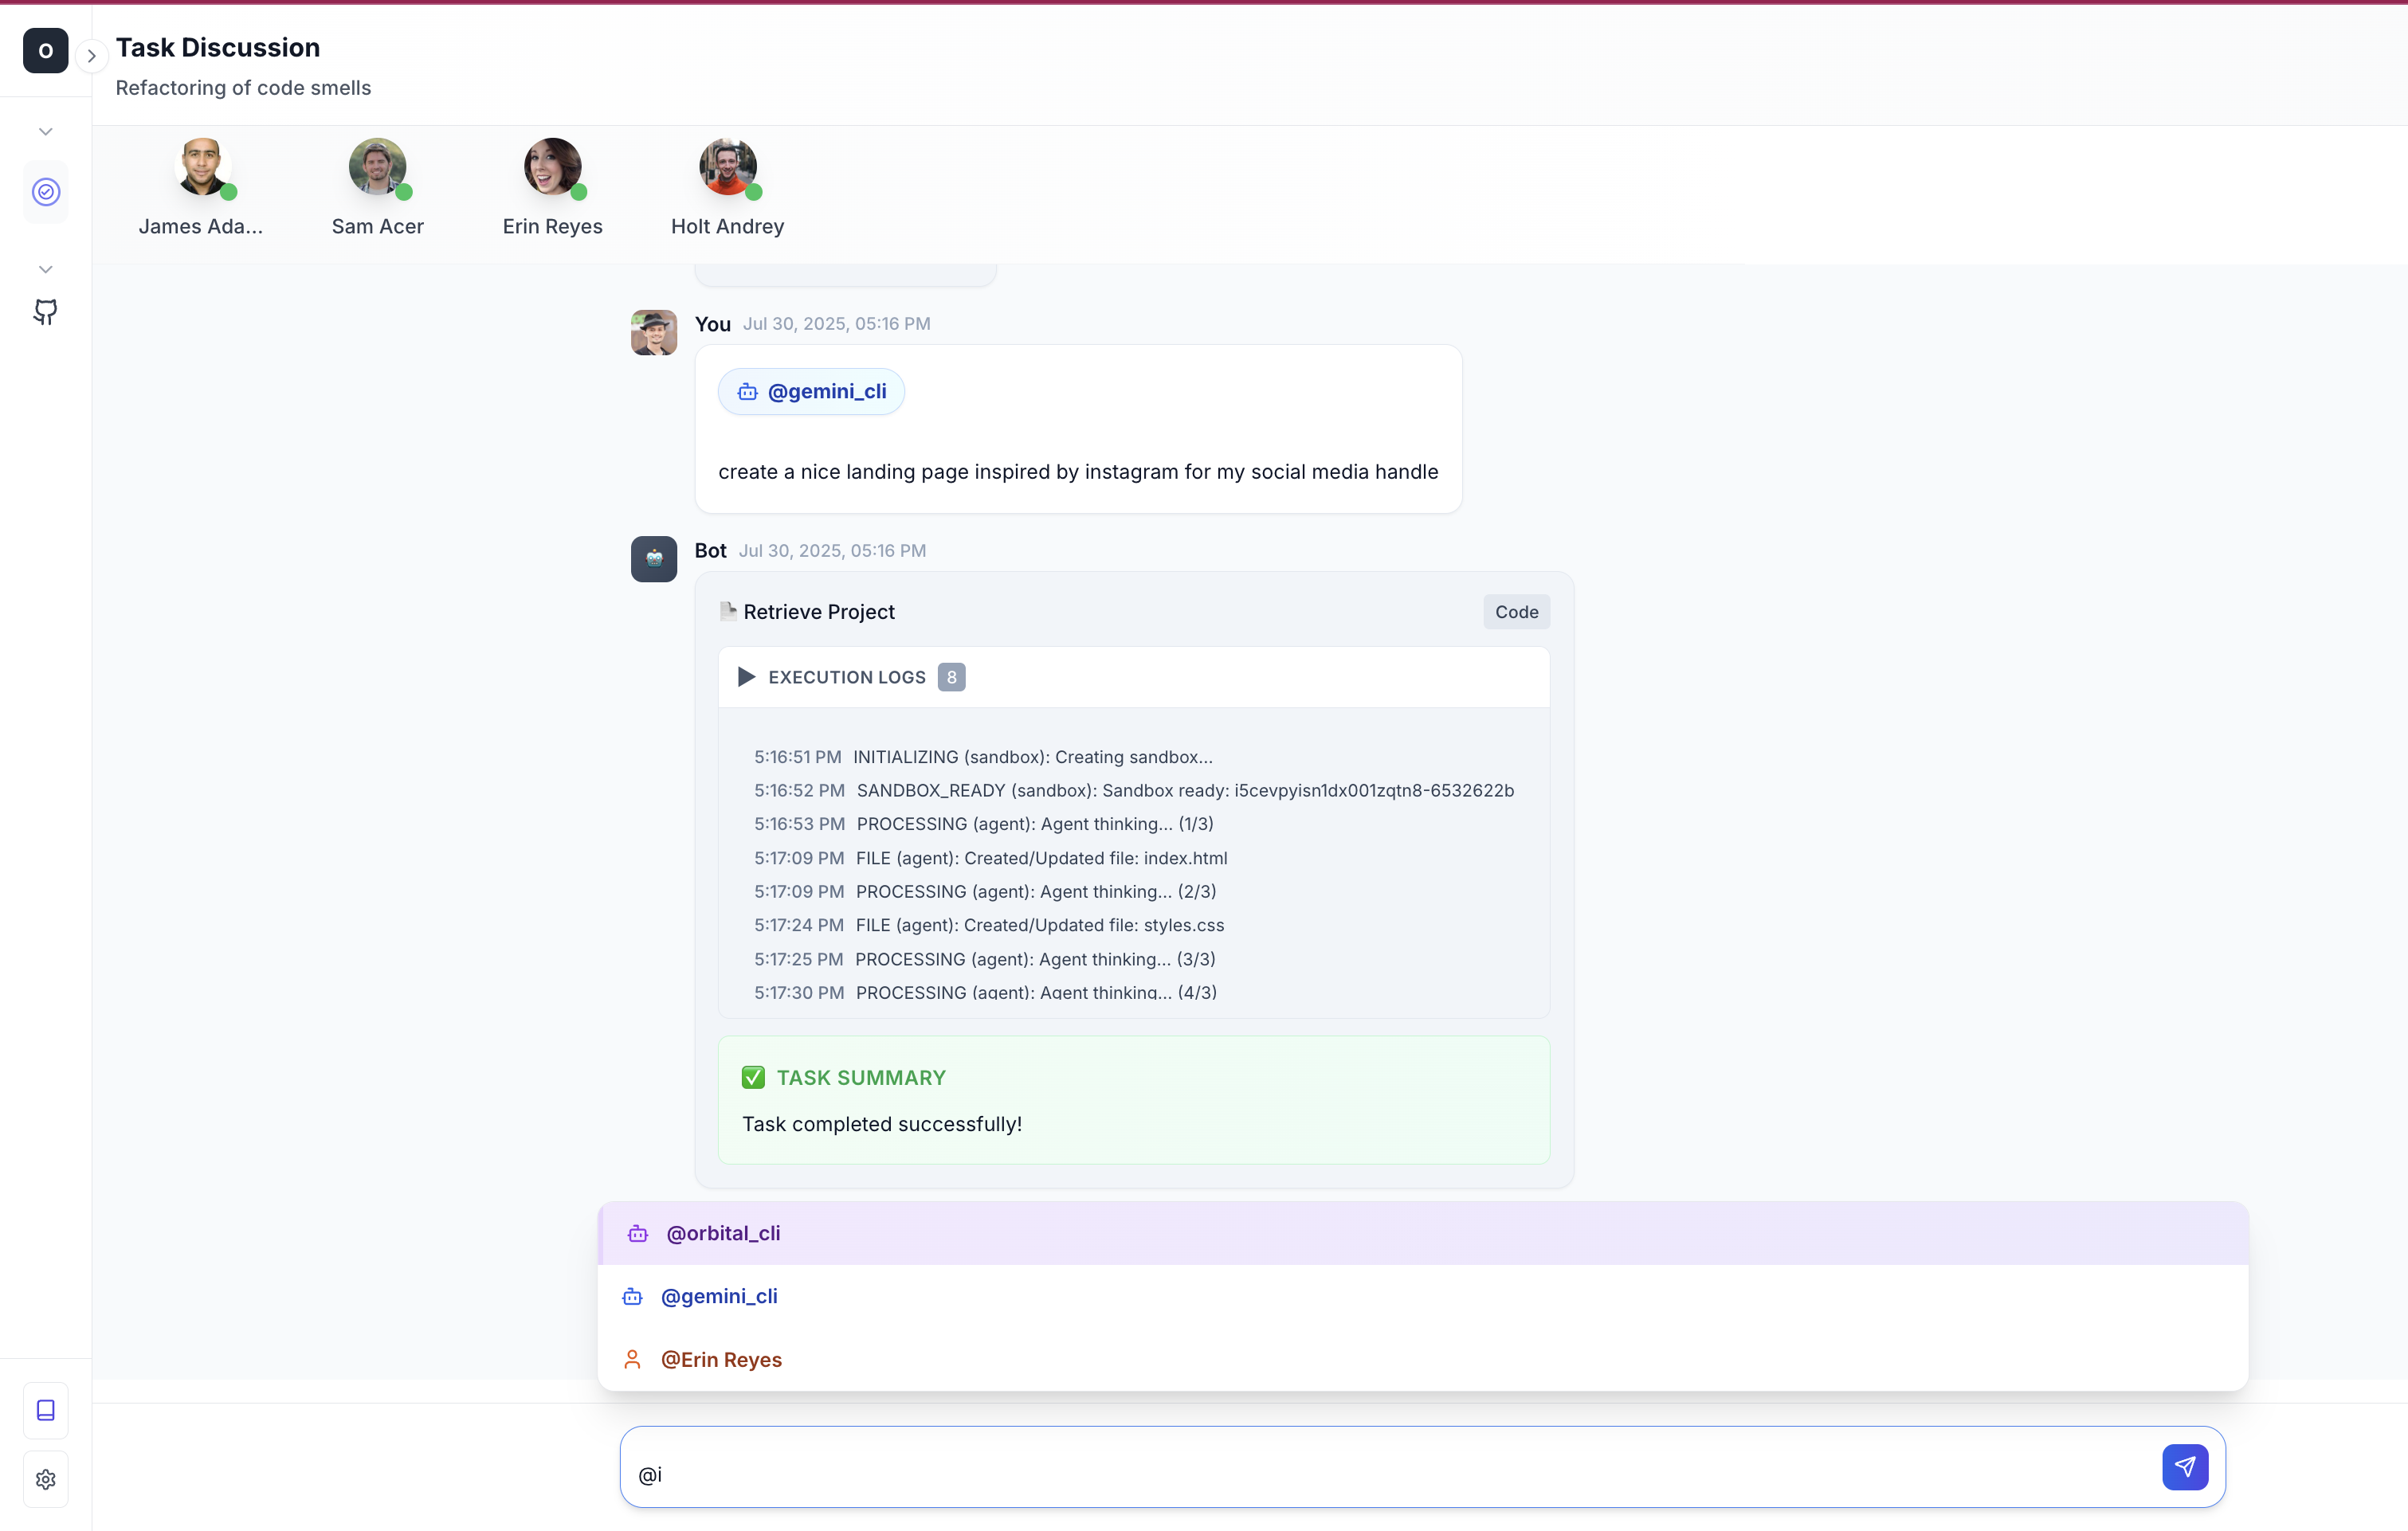 O
Task Discussion
Refactoring of code smells
James Ada...
Sam Acer
Erin Reyes
Holt Andrey
You Jul 30, 2025, 05:16 PM
@gemini_cli
create a nice landing page inspired by instagram for my social media handle
Bot Jul 30, 2025, 05:16 PM
Retrieve Project
Code
EXECUTION LOGS 8
5:16:51 PM INITIALIZING (sandbox): Creating sandbox...
5:16:52 PM SANDBOX_READY (sandbox): Sandbox ready: i5cevpyisn1dx001zqtn8-6532622b
5:16:53 PM PROCESSING (agent): Agent thinking... (1/3)
5:17:09 PM FILE (agent): Created/Updated file: index.html
5:17:09 PM PROCESSING (agent): Agent thinking... (2/3)
5:17:24 PM FILE (agent): Created/Updated file: styles.css
5:17:25 PM PROCESSING (agent): Agent thinking... (3/3)
5:17:30 PM PROCESSING (agent): Agent thinking... (4/3)
TASK SUMMARY
Task completed successfully!
@orbital_cli
@gemini_cli
@Erin Reyes
@i